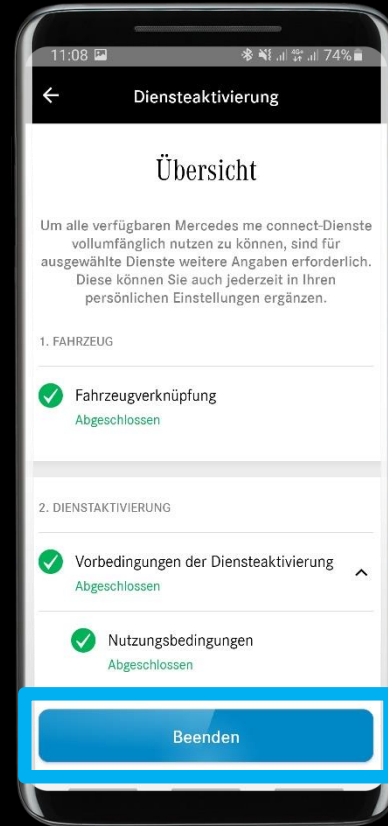 11:08 4G+ 74%
Diensteaktivierung
Übersicht
Um alle verfügbaren Mercedes me connect-Dienste
vollumfänglich nutzen zu können, sind für
ausgewählte Dienste weitere Angaben erforderlich.
Diese können Sie auch jederzeit in Ihren
persönlichen Einstellungen ergänzen.
1. FAHRZEUG
Fahrzeugverknüpfung
Abgeschlossen
2. DIENSTAKTIVIERUNG
Vorbedingungen der Diensteaktivierung
Abgeschlossen
Nutzungsbedingungen
Abgeschlossen
Beenden